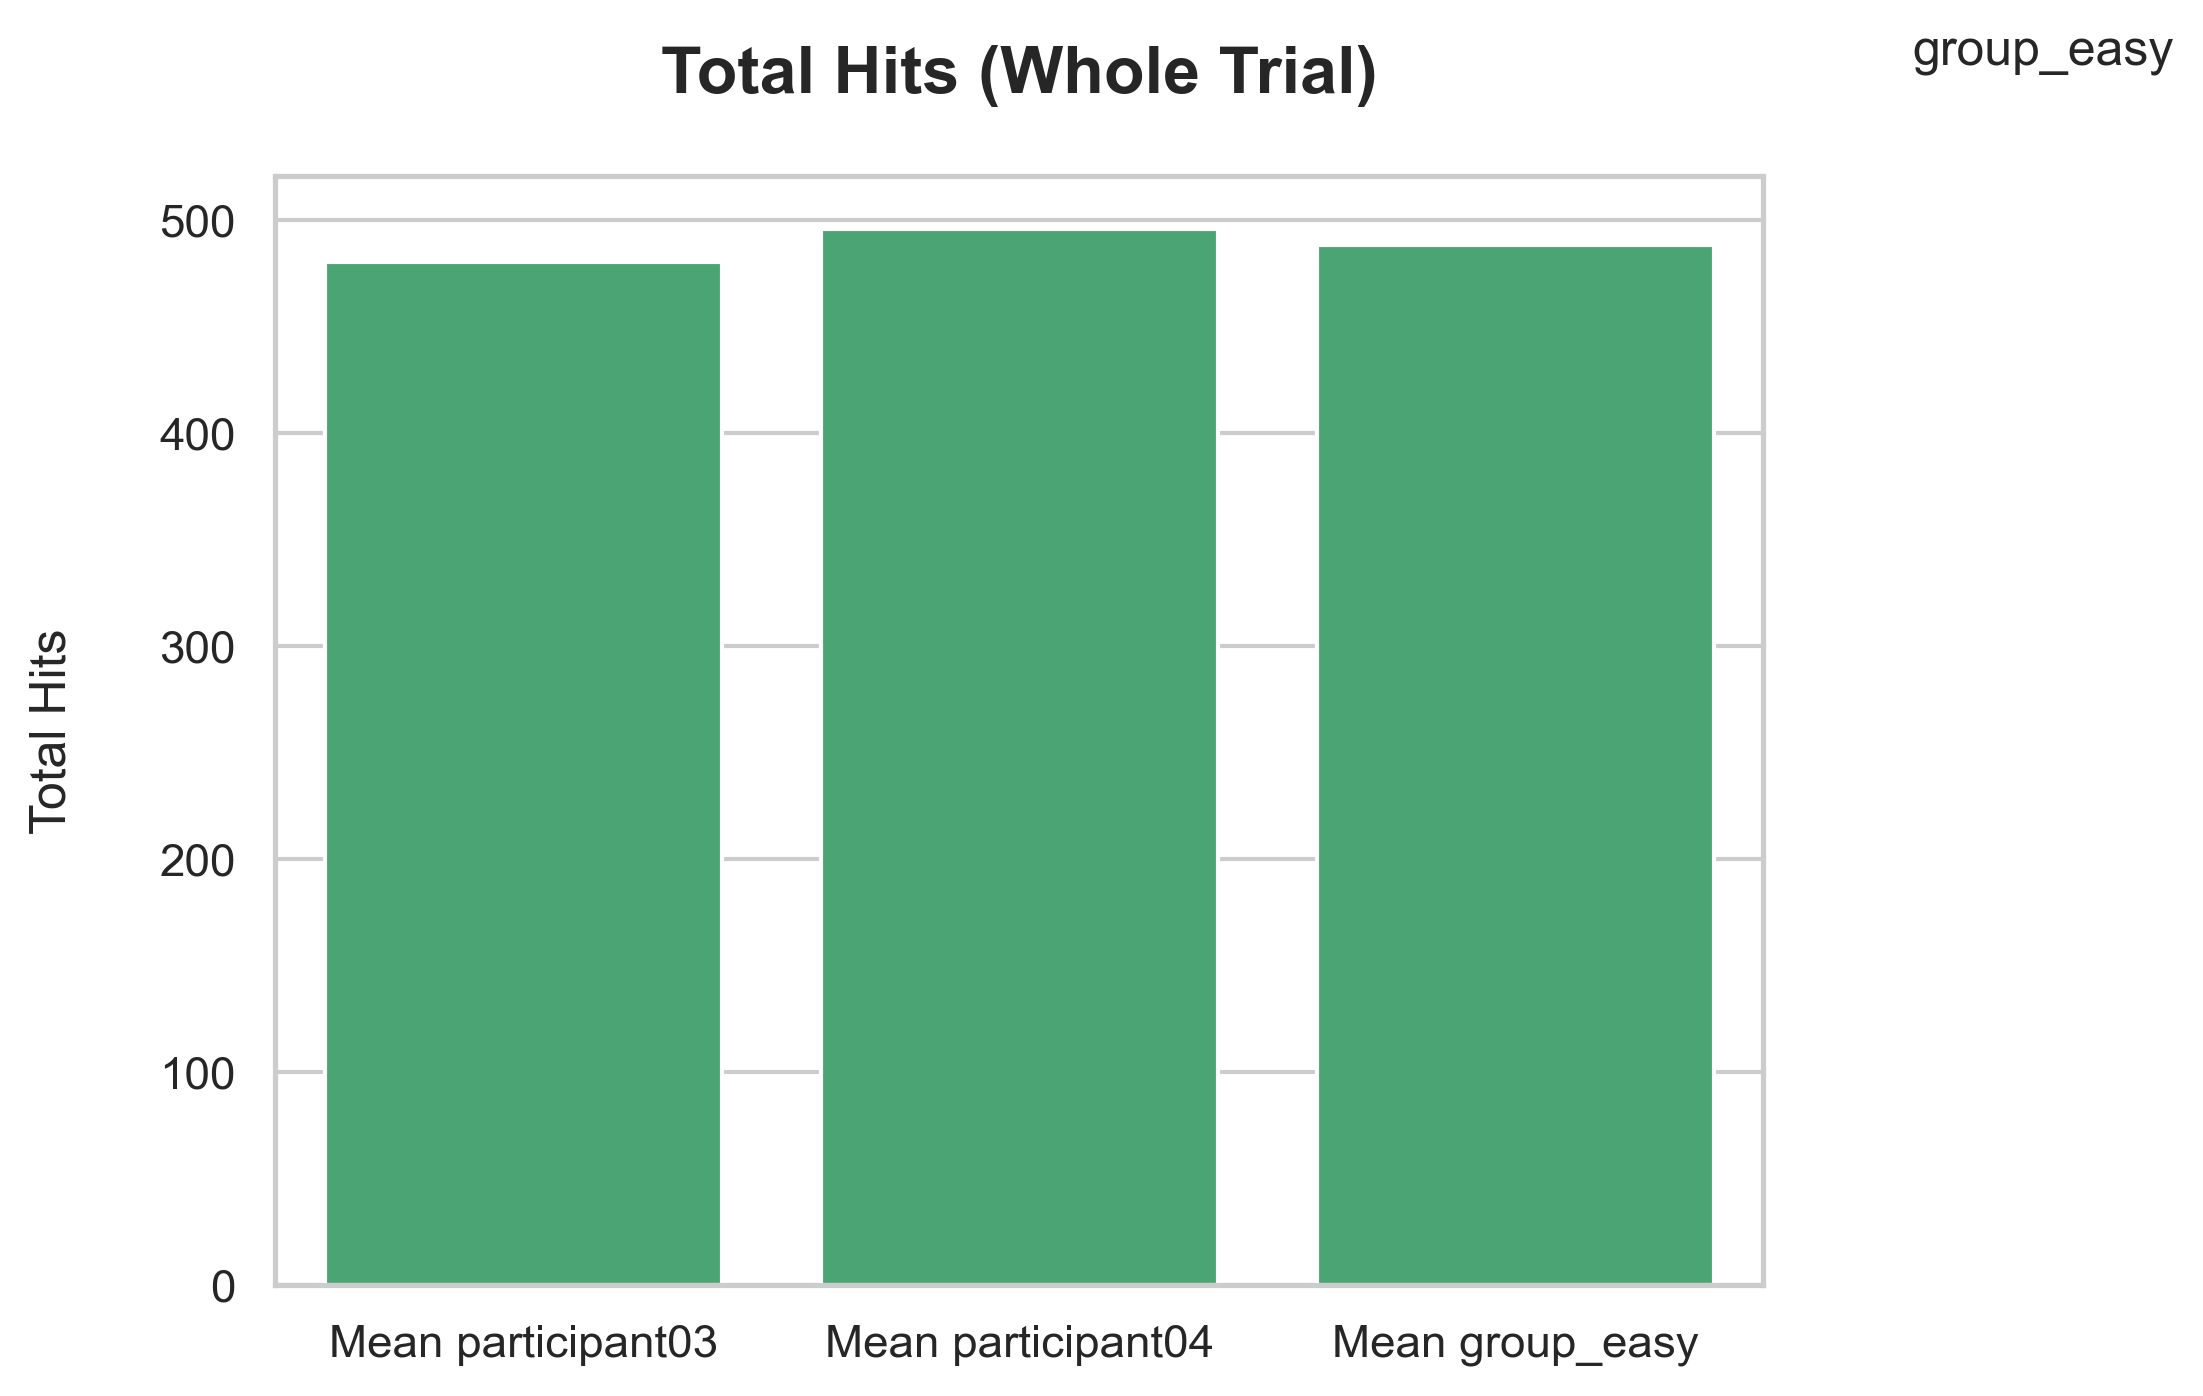 Total Hits (Whole Trial)
group_easy
Total Hits
500
400
300
200
100
0
Mean participant03
Mean participant04
Mean group_easy